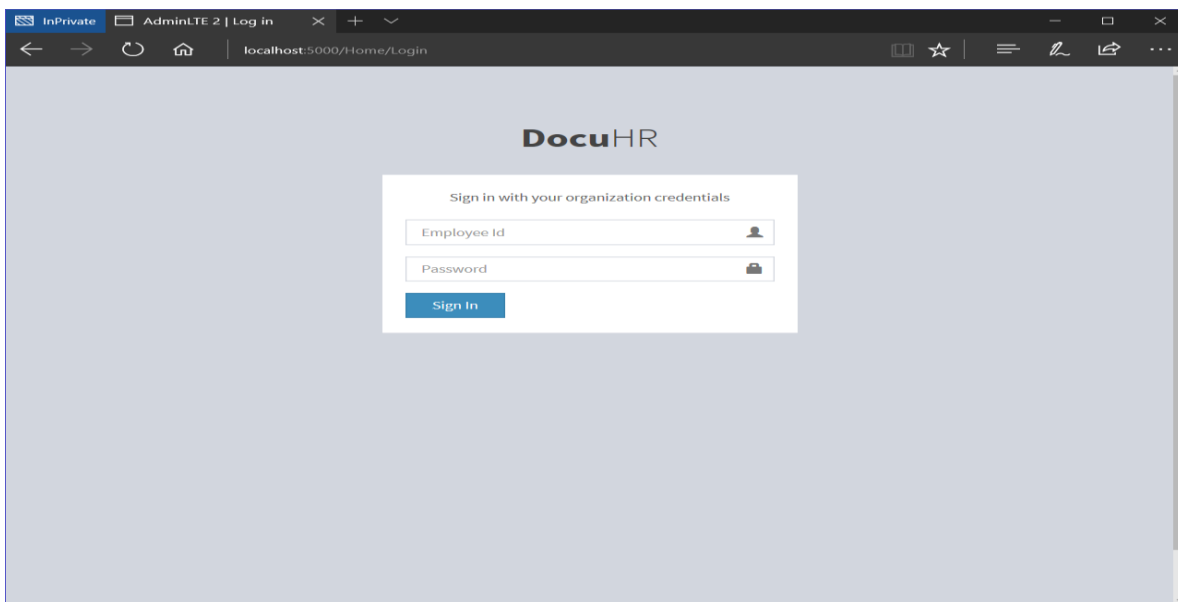 InPrivate AdminLTE 2 | Log in
localhost:5000/Home/Login
DocuHR
Sign in with your organization credentials
Employee Id
Password
Sign In